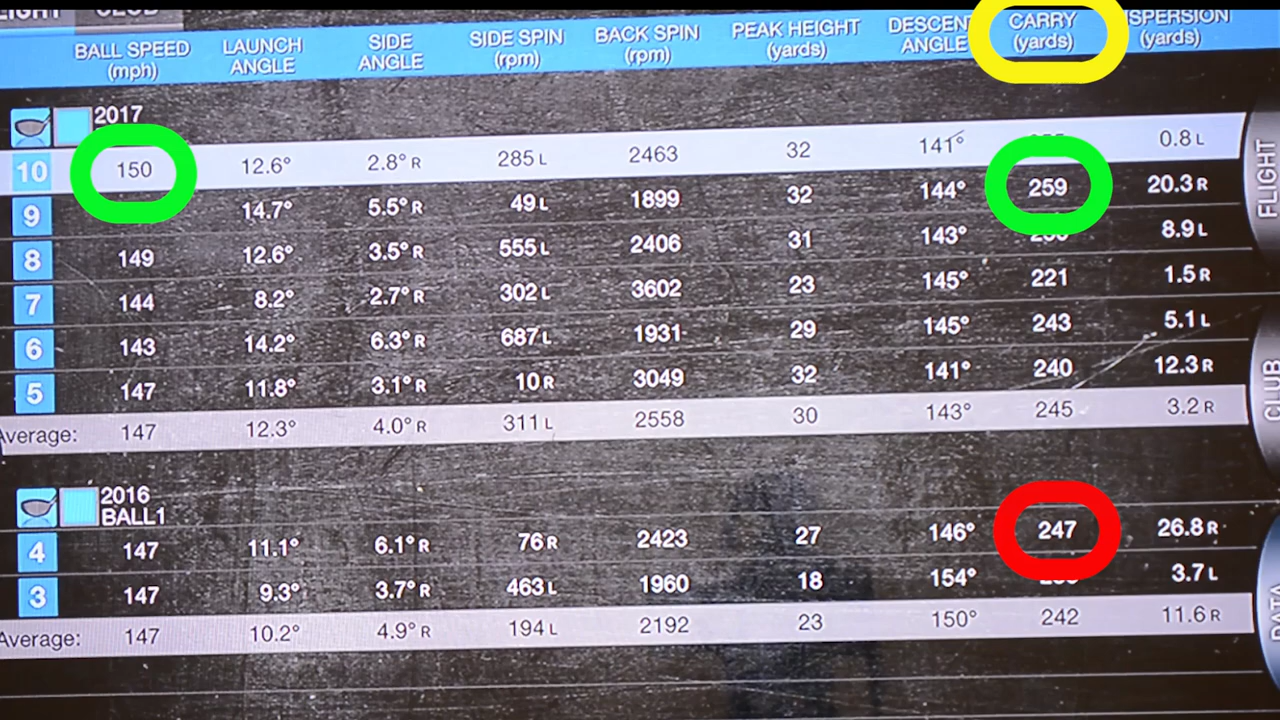 CLUB
BALL SPEED (mph) LAUNCH ANGLE SIDE ANGLE SIDE SPIN (rpm) BACK SPIN (rpm) PEAK HEIGHT (yards) DESCENT ANGLE CARRY (yards) (yards)
2017
10 150 12.6° 2.8° R 285 L 2463 32 141° 0.8 L
9 14.7° 5.5° R 49 L 1899 32 144° 259 20.3 R
8 149 12.6° 3.5° R 555 L 2406 31 143° 8.9 L
7 144 8.2° 2.7° R 302 L 3602 23 145° 221 1.5 R
6 143 14.2° 6.3° R 687 L 1931 29 145° 243 5.1 L
5 147 11.8° 3.1° R 10 R 3049 32 141° 240 12.3 R
Average: 147 12.3° 4.0° R 311 L 2558 30 143° 245 3.2 R
2016
BALL1
4 147 11.1° 6.1° R 76 R 2423 27 146° 247 26.8 R
3 147 9.3° 3.7° R 463 L 1960 18 154° 3.7 L
Average: 147 10.2° 4.9° R 194 L 2192 23 150° 242 11.6 R
FLIGHT
CLUB
DATA